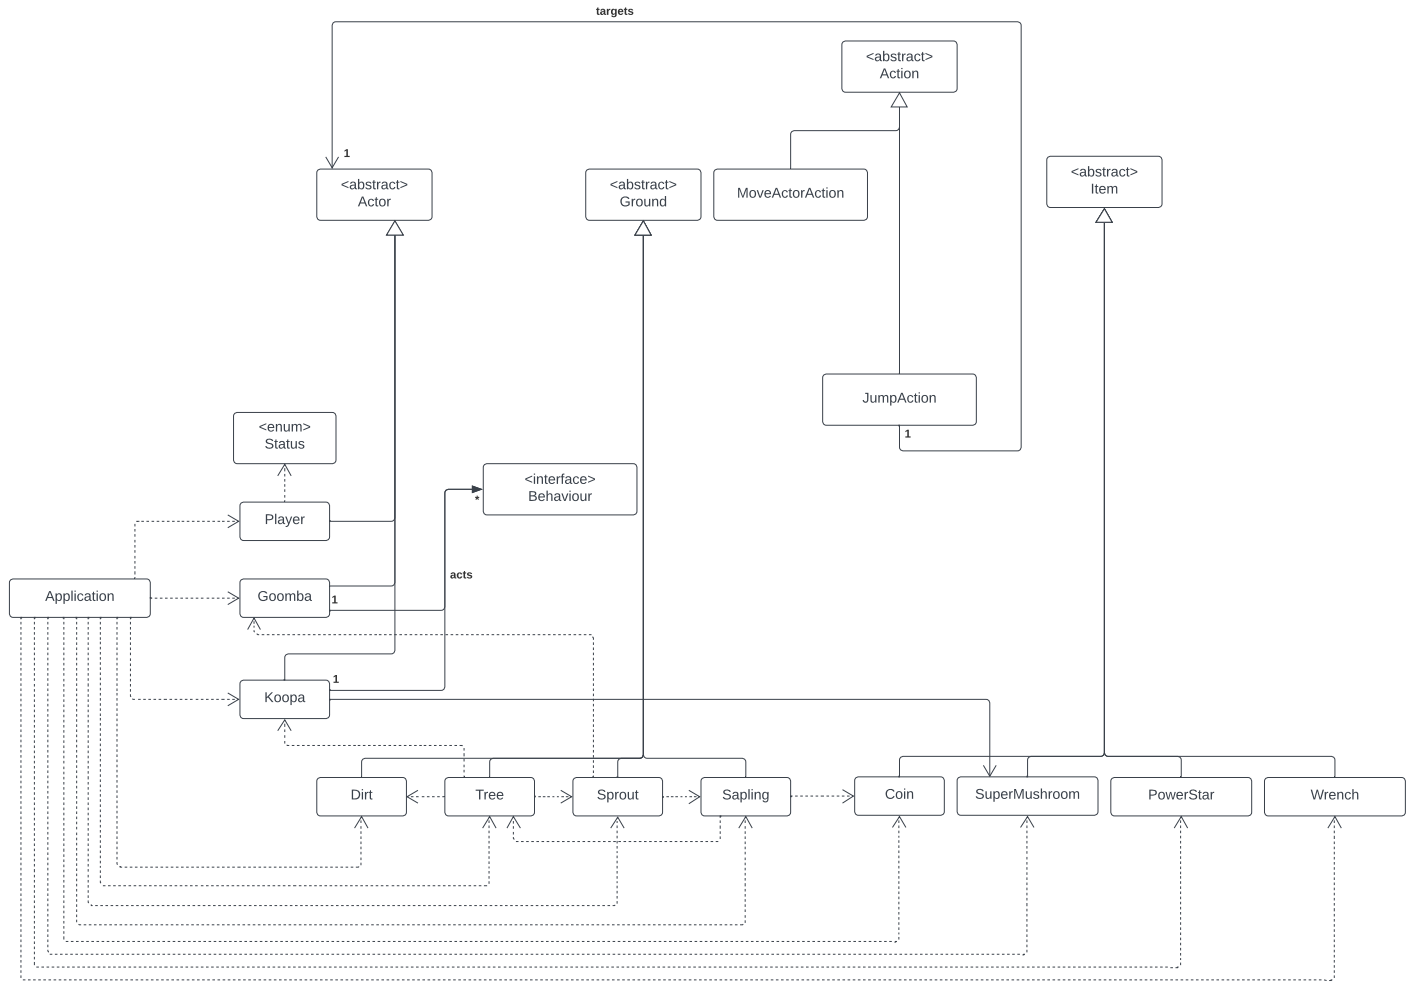 targets
<abstract>
Action
1
<abstract>
Item
<abstract>
Actor
<abstract>
Ground
MoveActorAction
JumpAction
1
<enum>
Status
<interface>
Behaviour
*
Player
acts
Application
Goomba
1
1
Koopa
Dirt
Tree
Sprout
Sapling
Coin
SuperMushroom
PowerStar
Wrench